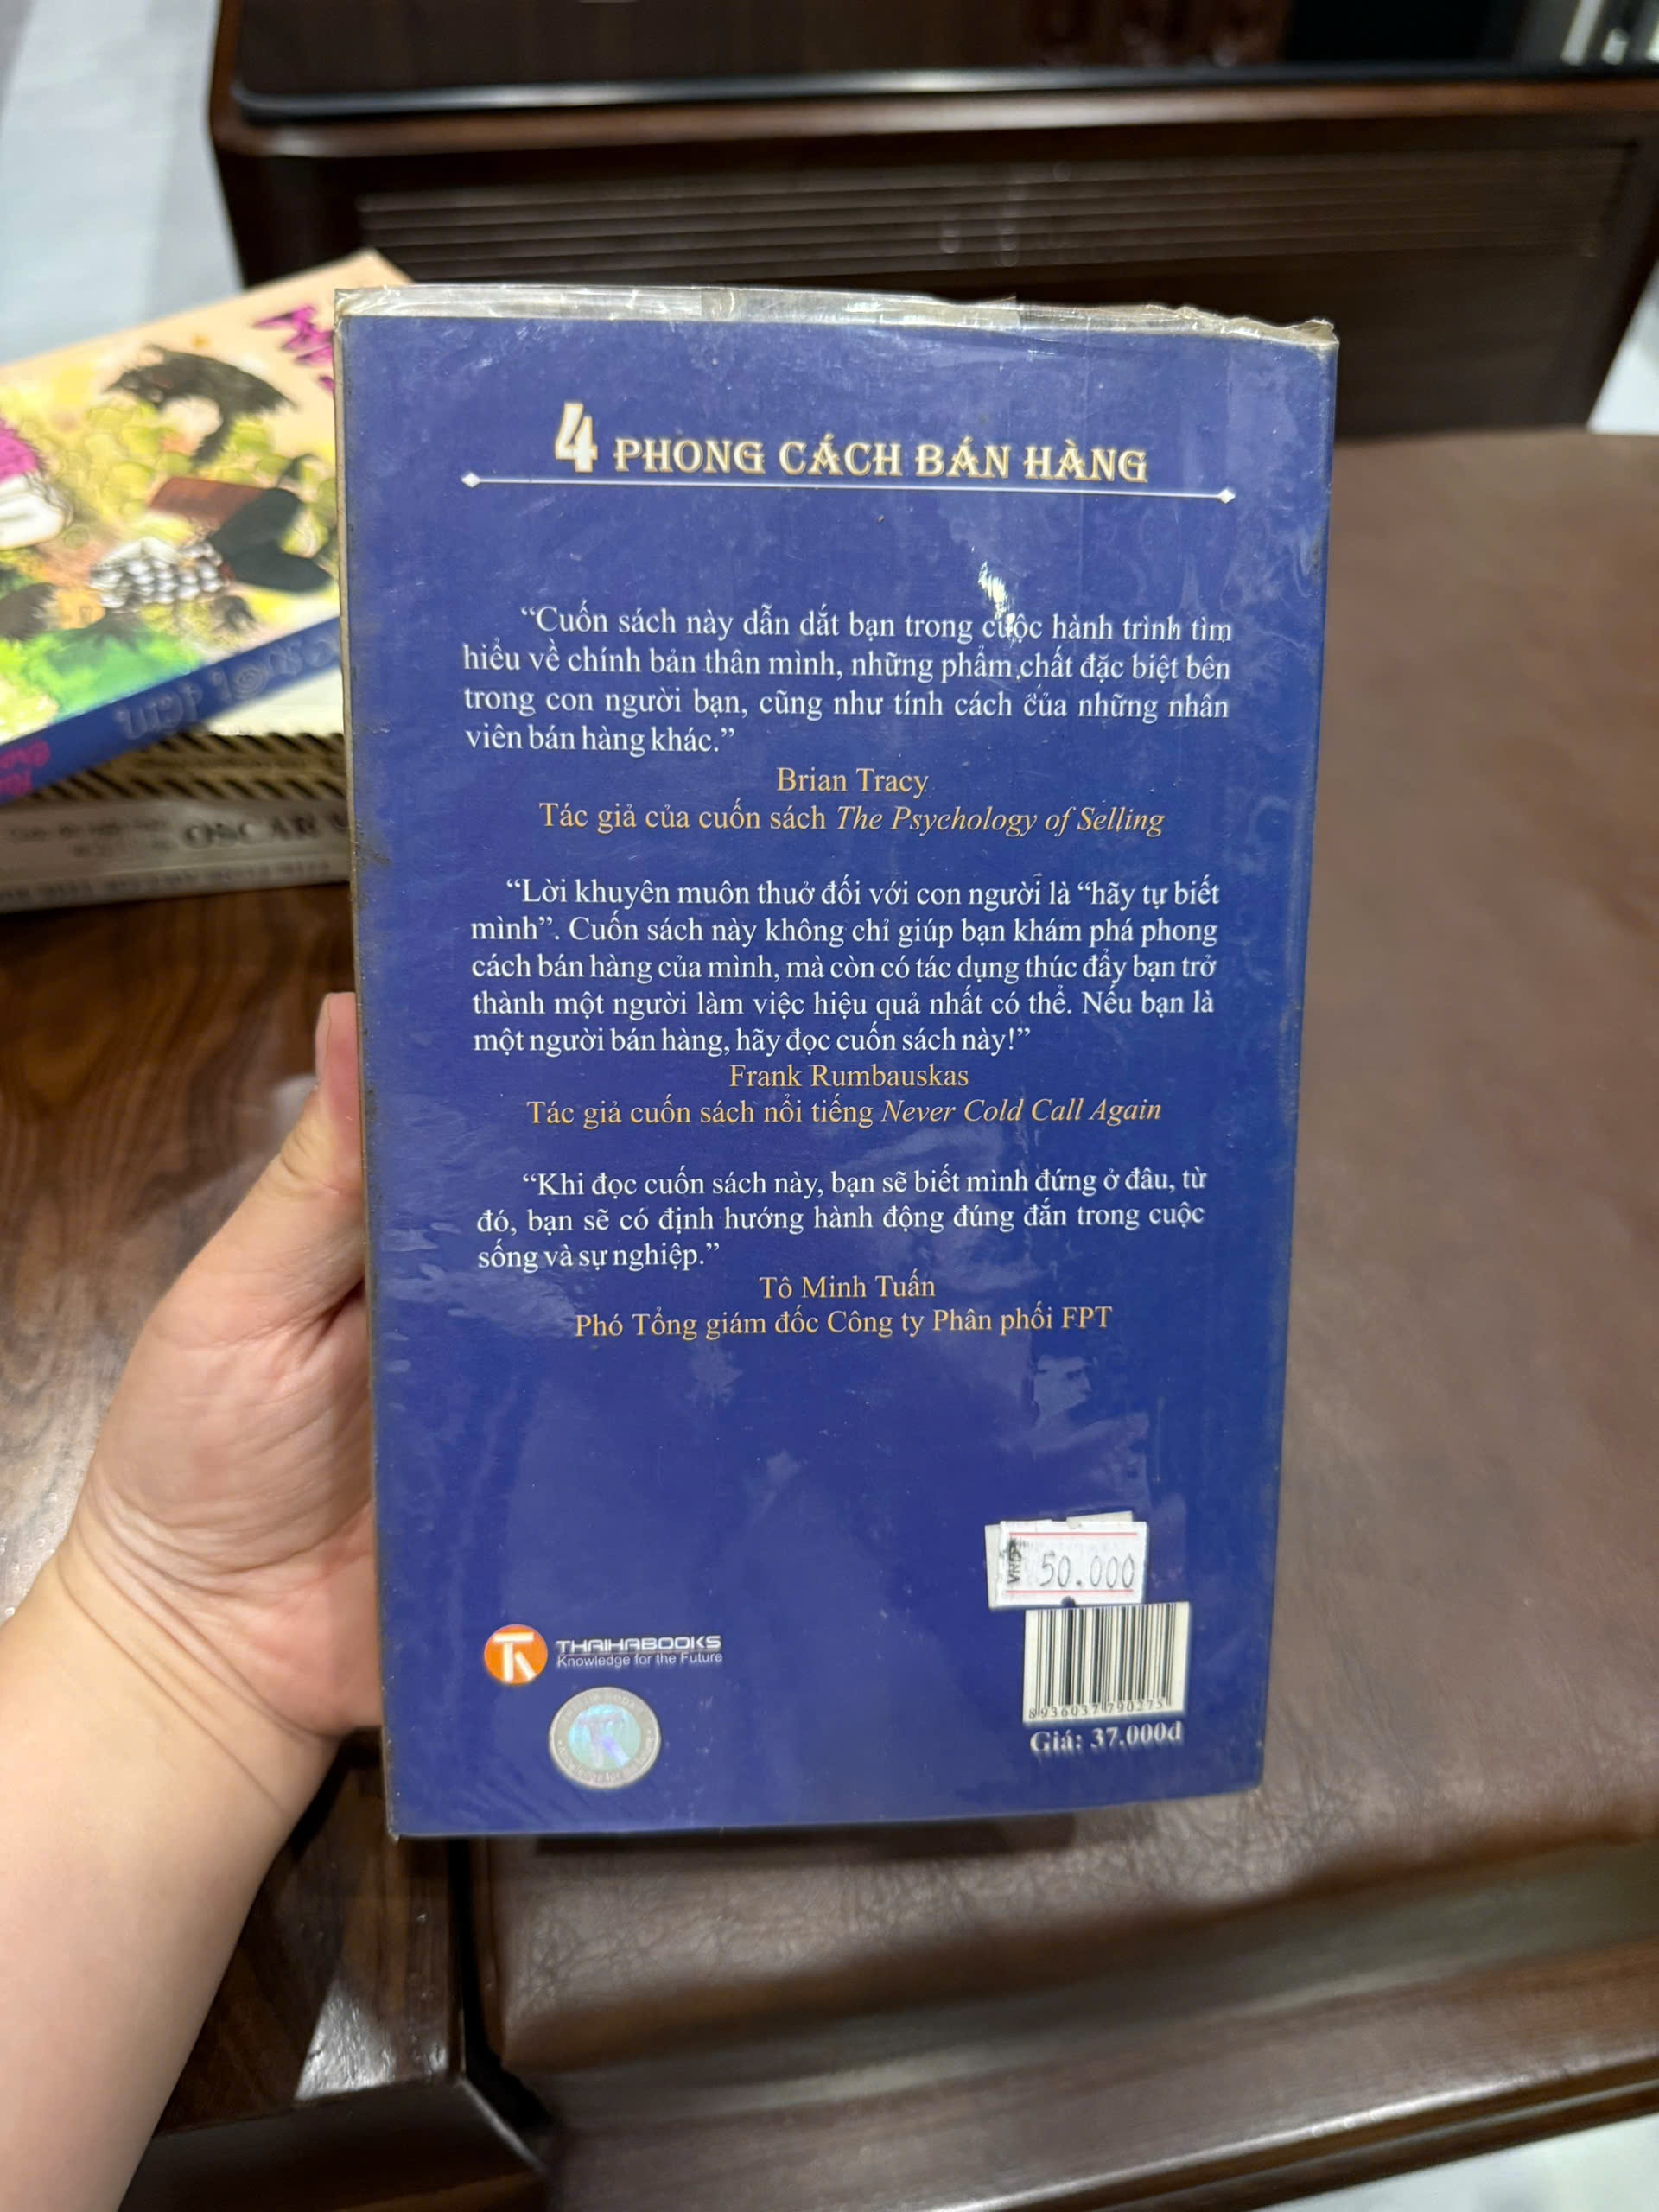 4 PHONG CÁCH BÁN HÀNG
“Cuốn sách này dẫn dắt bạn trong cuộc hành trình tìm
hiểu về chính bản thân mình, những phẩm chất đặc biệt bên
trong con người bạn, cũng như tính cách của những nhân
viên bán hàng khác.”
Brian Tracy
Tác giả của cuốn sách The Psychology of Selling
“Lời khuyên muôn thuở đối với con người là “hãy tự biết
mình”. Cuốn sách này không chỉ giúp bạn khám phá phong
cách bán hàng của mình, mà còn có tác dụng thúc đẩy bạn trở
thành một người làm việc hiệu quả nhất có thể. Nếu bạn là
một người bán hàng, hãy đọc cuốn sách này!”
Frank Rumbauskas
Tác giả cuốn sách nổi tiếng Never Cold Call Again
“Khi đọc cuốn sách này, bạn sẽ biết mình đứng ở đâu, từ
đó, bạn sẽ có định hướng hành động đúng đắn trong cuộc
sống và sự nghiệp.”
Tô Minh Tuấn
Phó Tổng giám đốc Công ty Phân phối FPT
50.000
THAIHABOOKS
Knowledge for the Future
8936037790275
Giá: 37.000đ
OSCAR